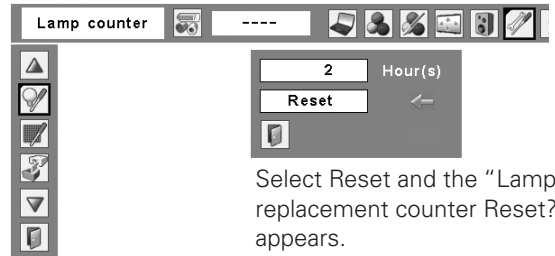 Lamp counter ----
2 Hour(s)
Reset
Select Reset and the “Lamp
replacement counter Reset?
appears.